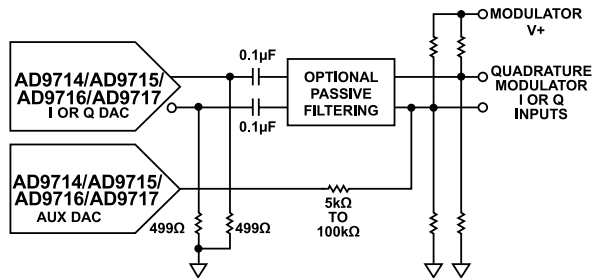 AD9714/AD9715/
AD9716/AD9717
I OR Q DAC
0.1µF
0.1µF
OPTIONAL
PASSIVE
FILTERING
MODULATOR
V+
QUADRATURE
MODULATOR
I OR Q
INPUTS
AD9714/AD9715/
AD9716/AD9717
AUX DAC
499Ω
499Ω
5kΩ
TO
100kΩ